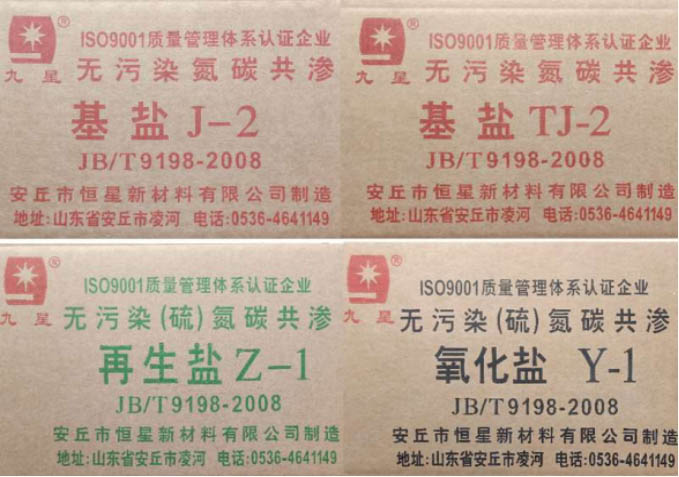 ®
ISO9001质量管理体系认证企业
九星 无污染氮碳共渗
基盐 J-2
JB/T9198-2008
安丘市恒星新材料有限公司制造
地址:山东省安丘市凌河 电话:0536-4641149
®
ISO9001质量管理体系认证企业
九星 无污染氮碳共渗
基盐 TJ-2
JB/T9198-2008
安丘市恒星新材料有限公司制造
地址:山东省安丘市凌河 电话:0536-4641149
®
ISO9001质量管理体系认证企业
九星 无污染(硫)氮碳共渗
再生盐 Z-1
JB/T9198-2008
安丘市恒星新材料有限公司制造
地址:山东省安丘市凌河 电话:0536-4641149
®
ISO9001质量管理体系认证企业
九星 无污染(硫)氮碳共渗
氧化盐 Y-1
JB/T9198-2008
安丘市恒星新材料有限公司制造
地址:山东省安丘市凌河 电话:0536-4641149